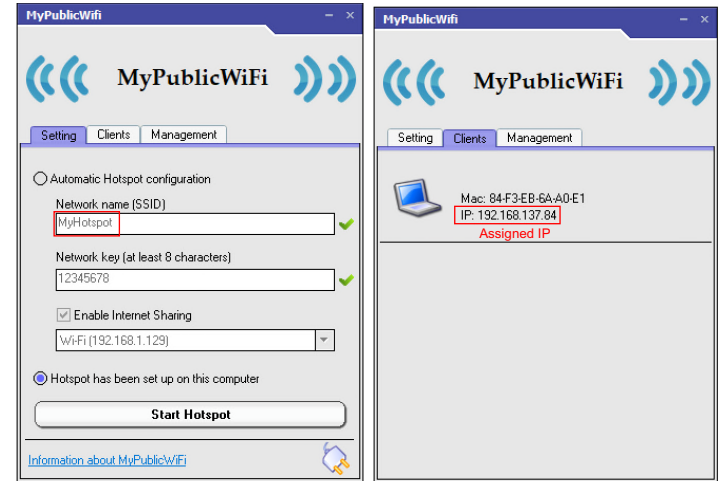 MyPublicWifi
MyPublicWiFi
Setting Clients Management
Automatic Hotspot configuration
Network name (SSID)
MyHotspot
Network key (at least 8 characters)
12345678
Enable Internet Sharing
Wi-Fi (192.168.1.129)
Hotspot has been set up on this computer
Start Hotspot
Information about MyPublicWiFi
MyPublicWifi
MyPublicWiFi
Setting Clients Management
Mac: 84-F3-EB-6A-A0-E1
IP: 192.168.137.84
Assigned IP